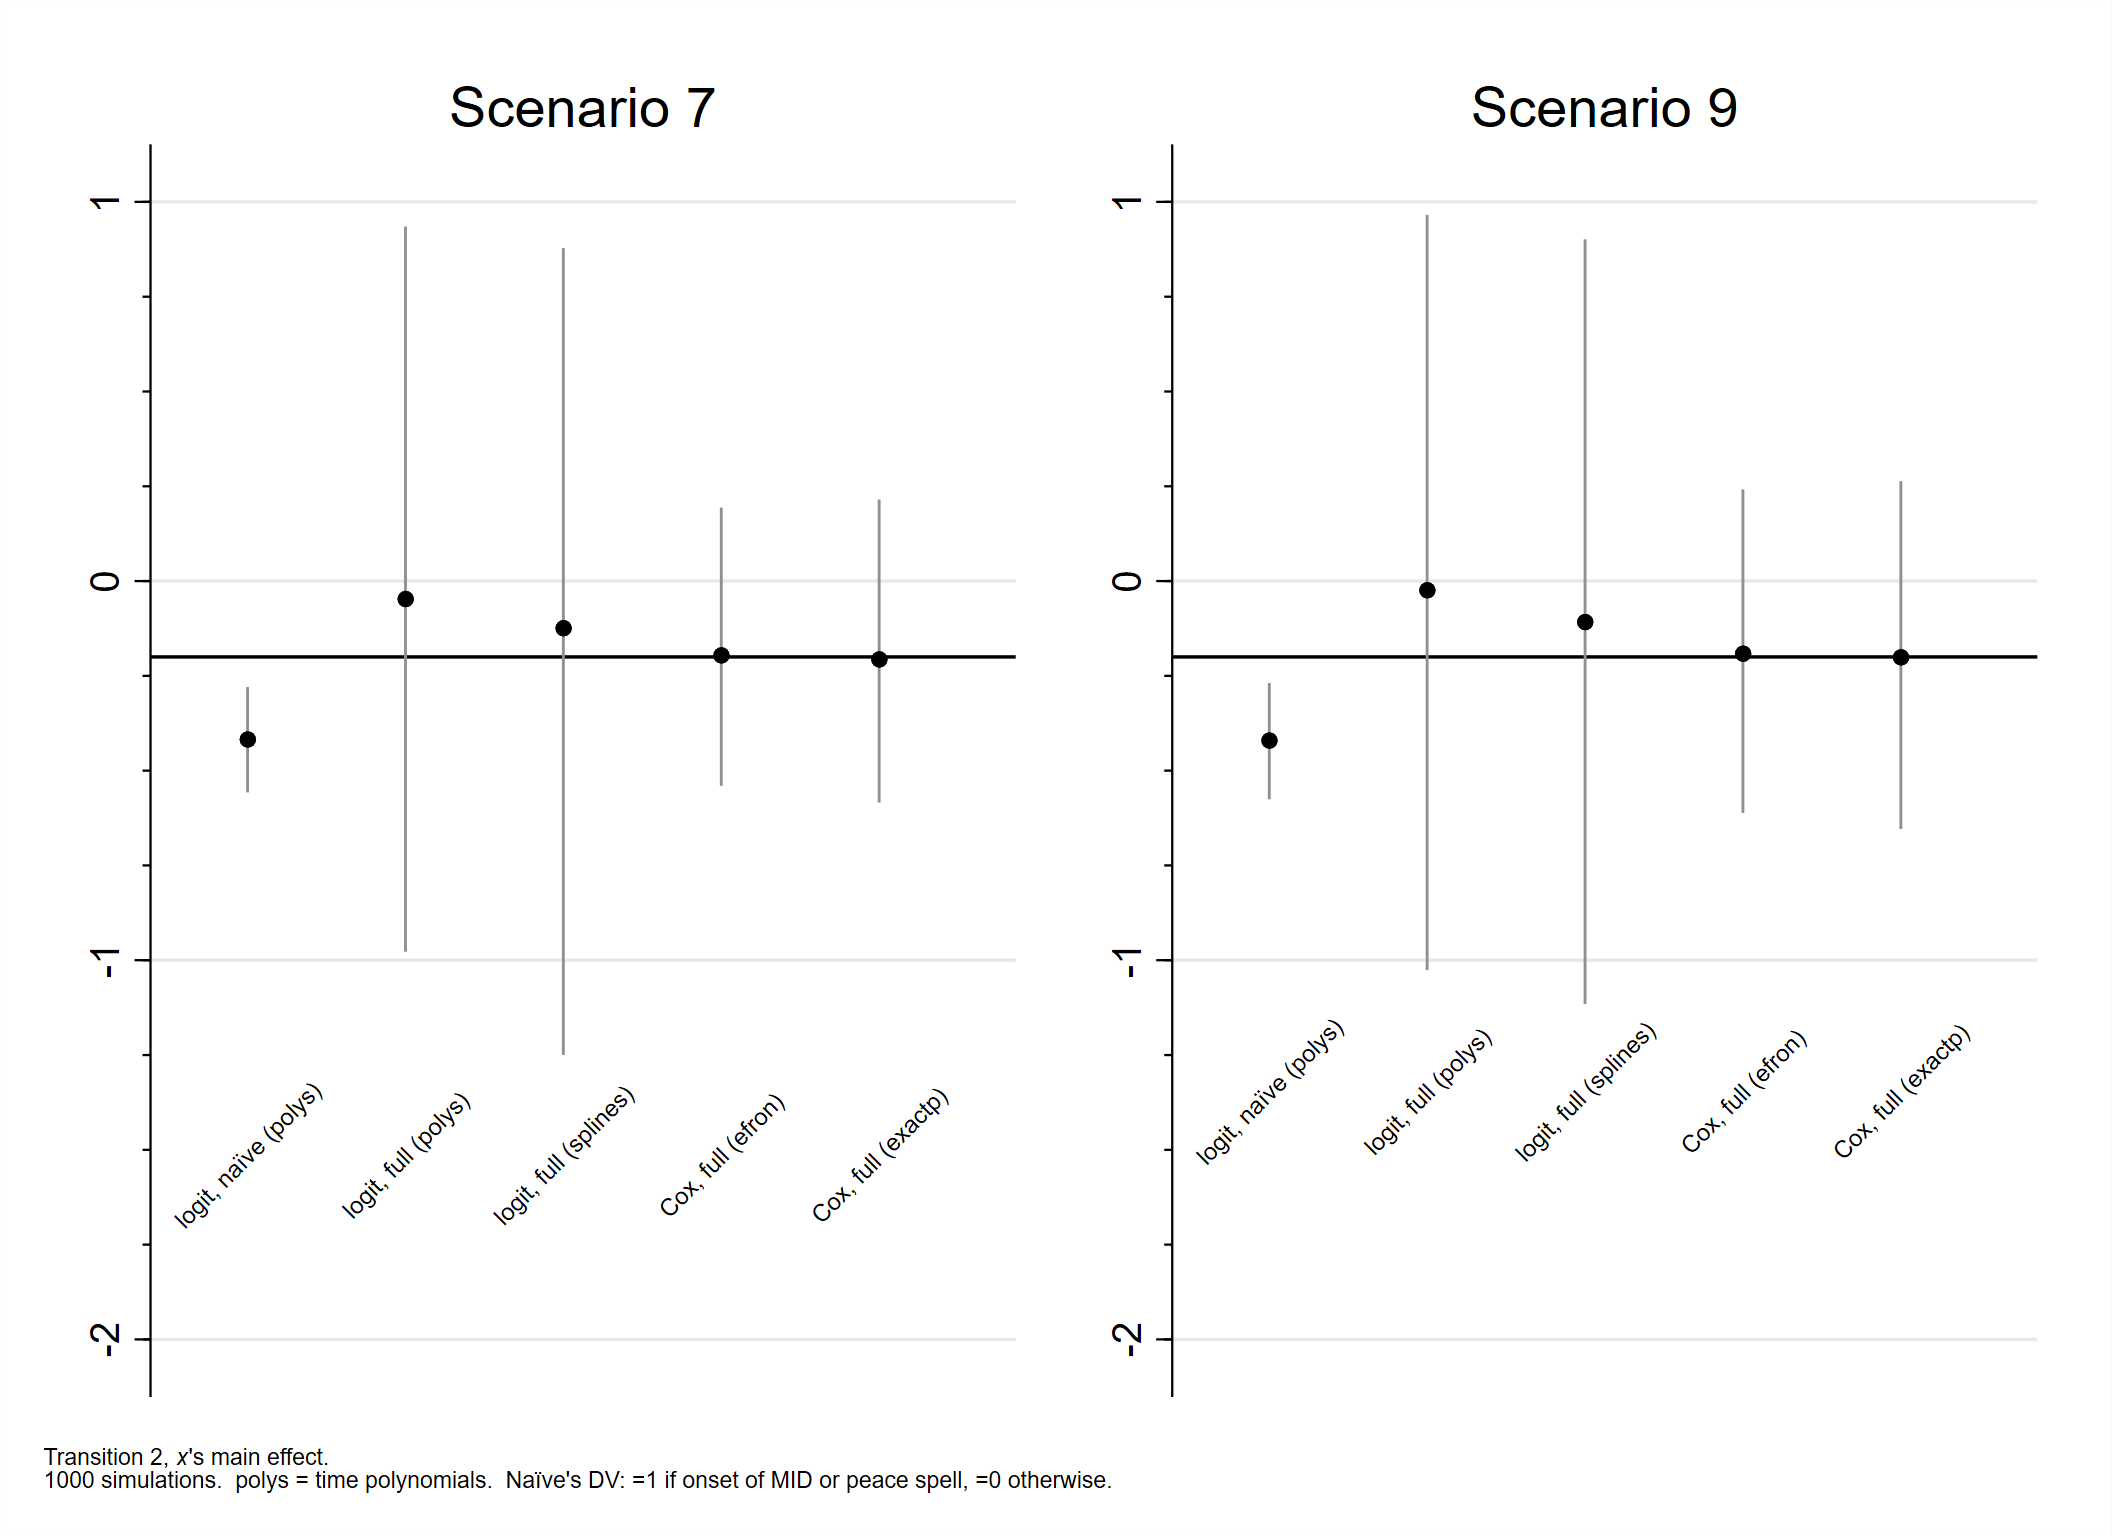 Scenario 7
1
0
-1
-2
logit, naïve (polys)
logit, full (polys)
logit, full (splines)
Cox, full (efron)
Cox, full (exactp)
Scenario 9
1
0
-1
-2
logit, naïve (polys)
logit, full (polys)
logit, full (splines)
Cox, full (efron)
Cox, full (exactp)
Transition 2, x's main effect.
1000 simulations.  polys = time polynomials.  Naïve's DV: =1 if onset of MID or peace spell, =0 otherwise.